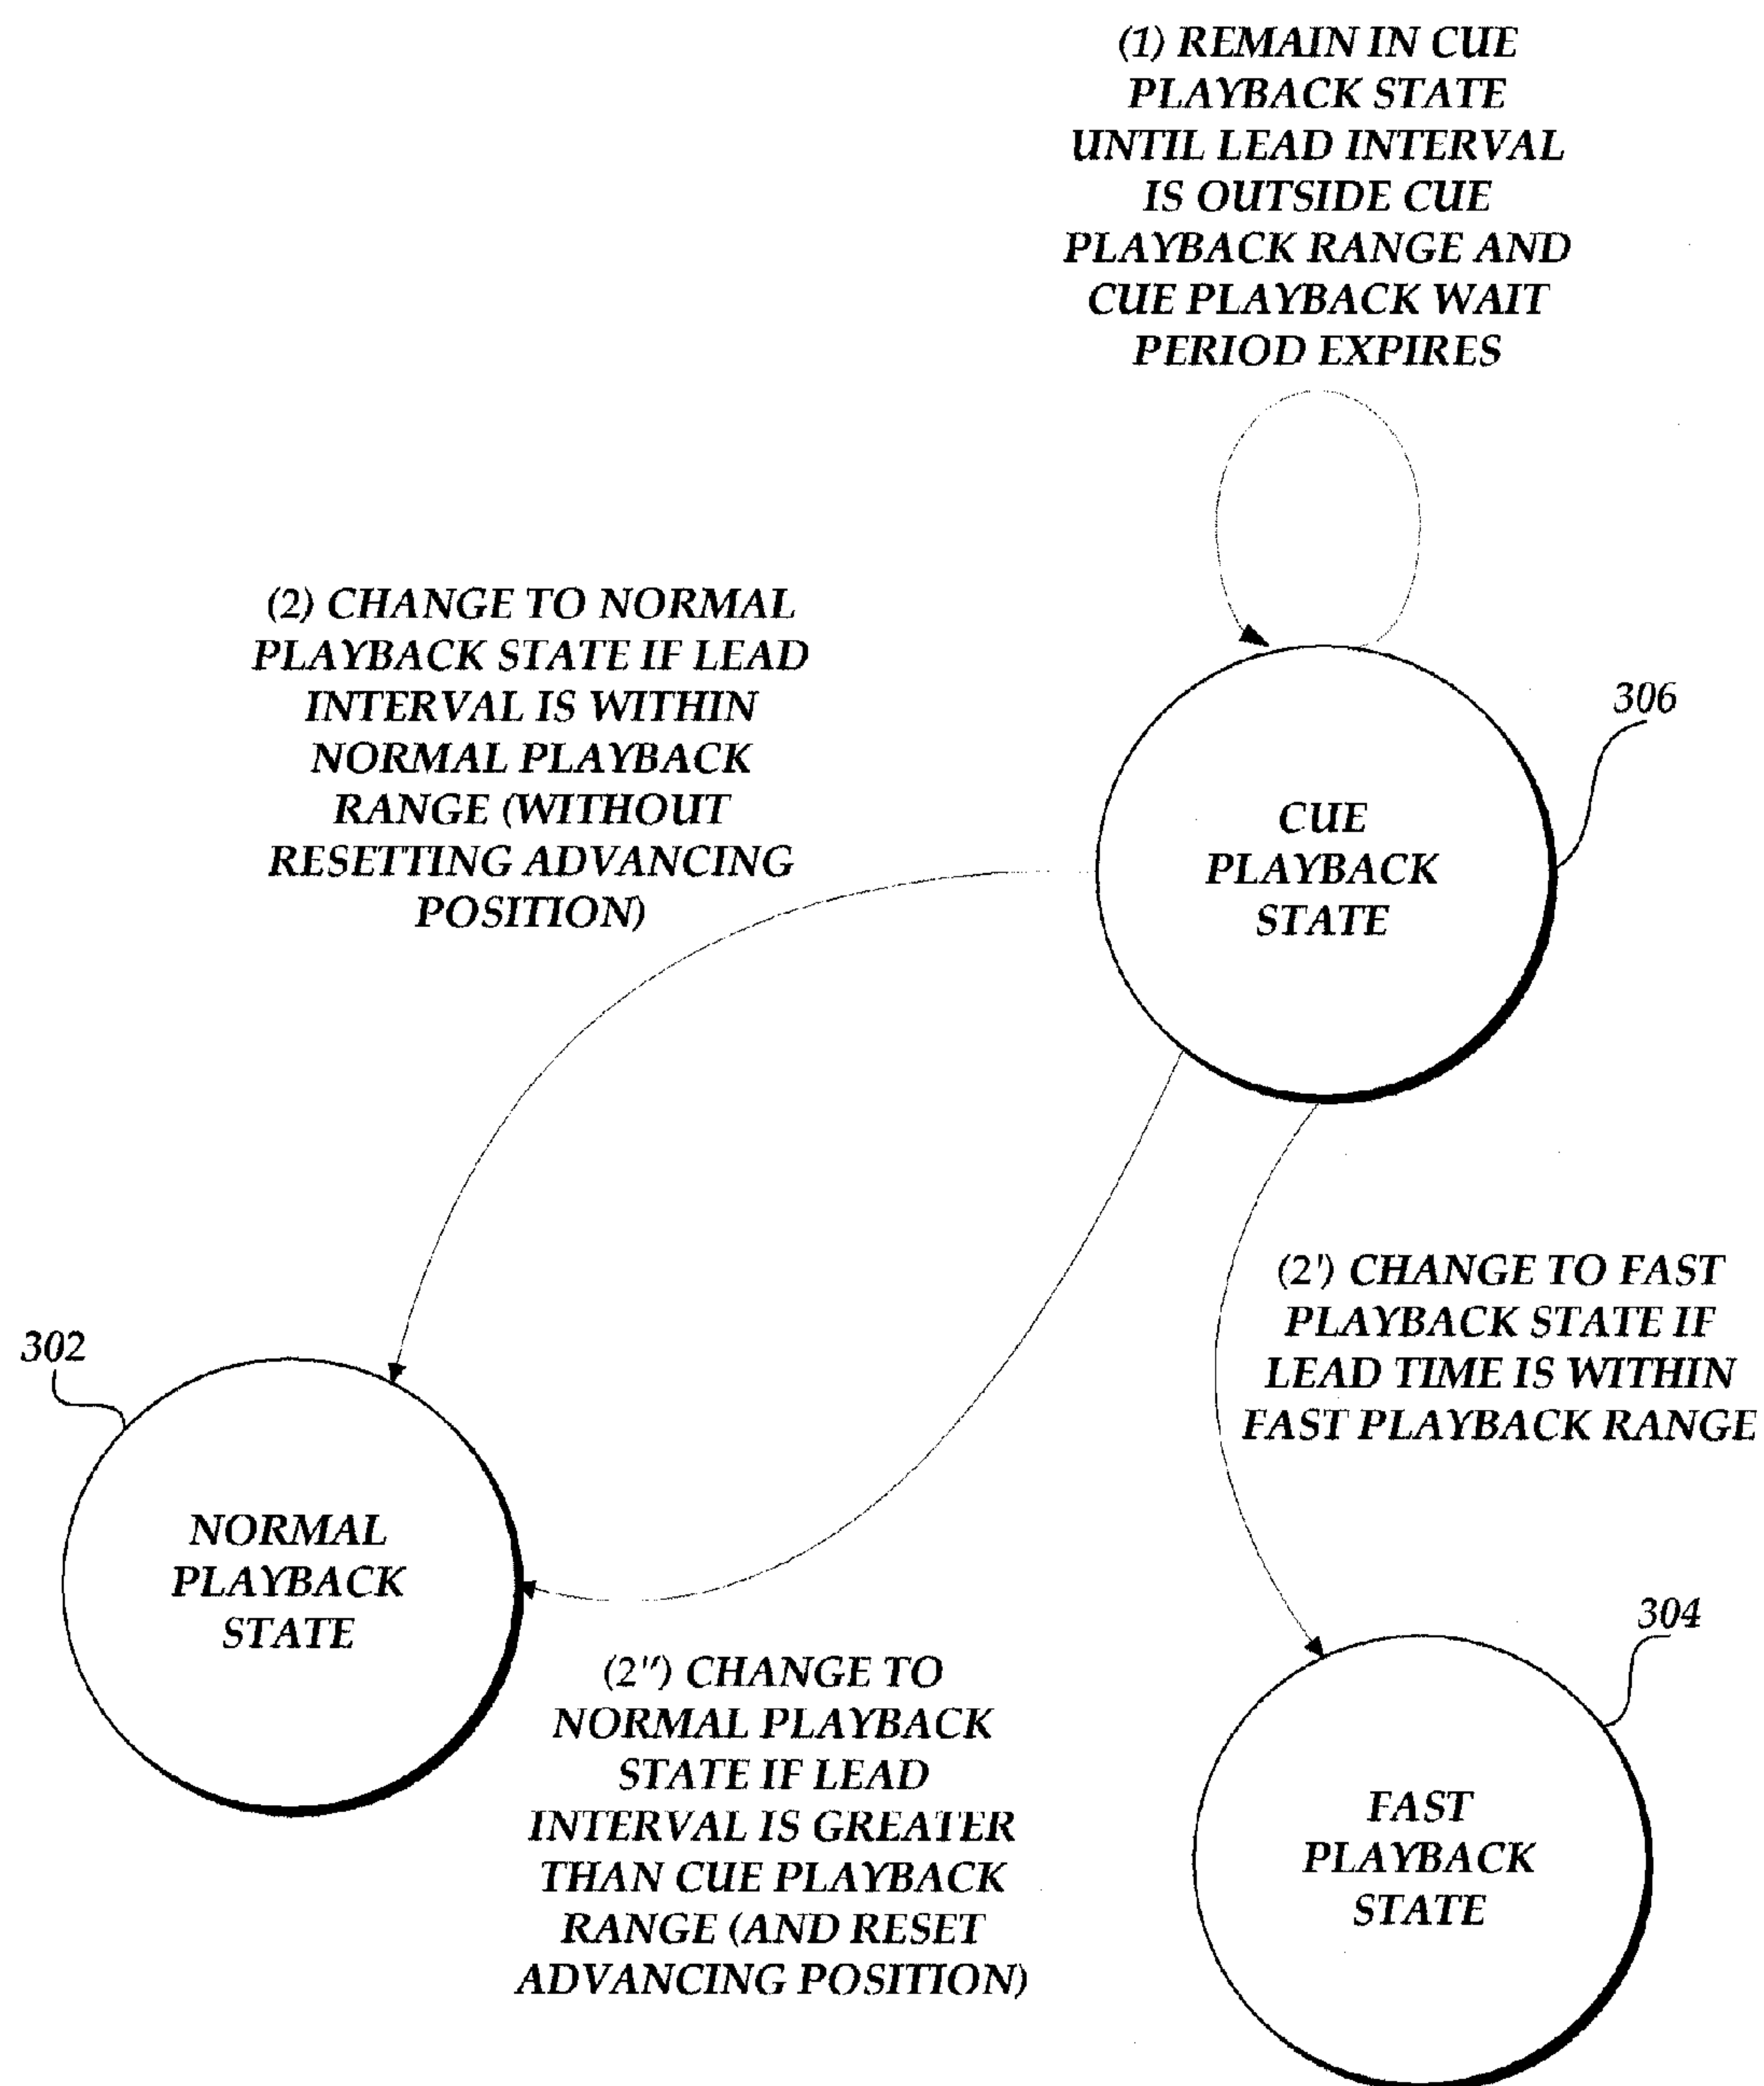 (1) REMAIN IN CUE
PLAYBACK STATE
UNTIL LEAD INTERVAL
IS OUTSIDE CUE
PLAYBACK RANGE AND
CUE PLAYBACK WAIT
PERIOD EXPIRES
(2) CHANGE TO NORMAL
PLAYBACK STATE IF LEAD
INTERVAL IS WITHIN
NORMAL PLAYBACK
RANGE (WITHOUT
RESETTING ADVANCING
POSITION)
306
CUE
PLAYBACK
STATE
(2') CHANGE TO FAST
PLAYBACK STATE IF
LEAD TIME IS WITHIN
FAST PLAYBACK RANGE
302
NORMAL
PLAYBACK
STATE
(2") CHANGE TO
NORMAL PLAYBACK
STATE IF LEAD
INTERVAL IS GREATER
THAN CUE PLAYBACK
RANGE (AND RESET
ADVANCING POSITION)
304
FAST
PLAYBACK
STATE